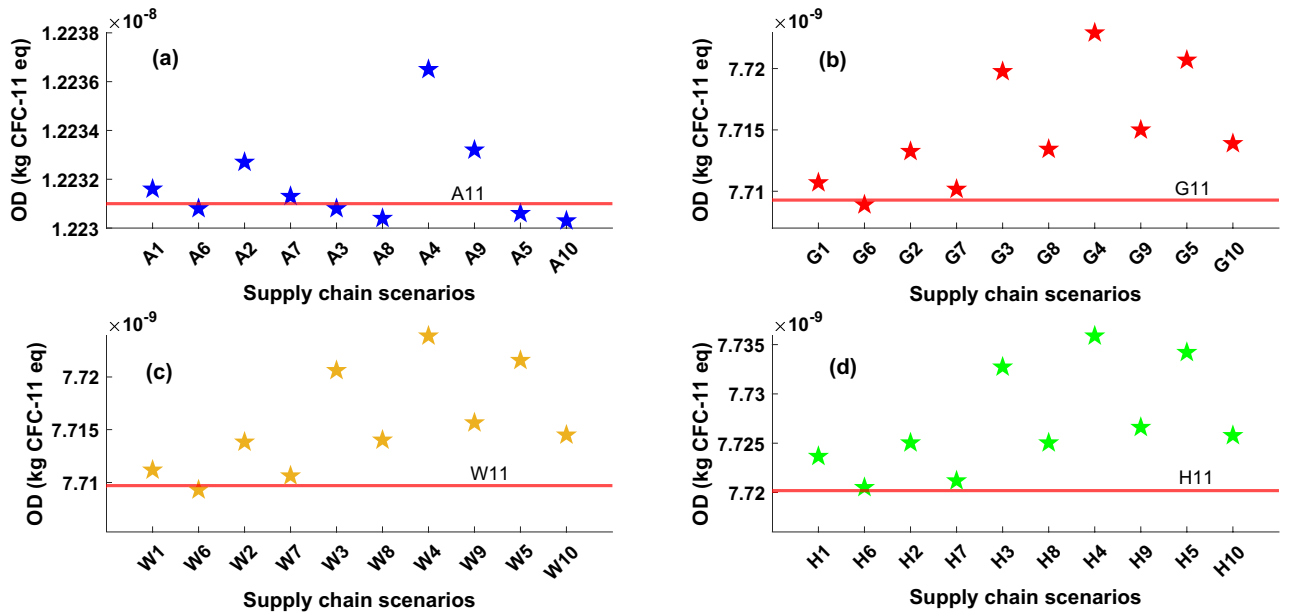 ×10-8
1.2238
1.2236
1.2234
1.2232
1.223
OD (kg CFC-11 eq)
(a)
A11
A1 A6 A2 A7 A3 A8 A4 A9 A5 A10
Supply chain scenarios
×10-9
7.72
7.715
7.71
OD (kg CFC-11 eq)
(b)
G11
G1 G6 G2 G7 G3 G8 G4 G9 G5 G10
Supply chain scenarios
×10-9
7.72
7.715
7.71
OD (kg CFC-11 eq)
(c)
W11
W1 W6 W2 W7 W3 W8 W4 W9 W5 W10
Supply chain scenarios
×10-9
7.735
7.73
7.725
7.72
OD (kg CFC-11 eq)
(d)
H11
H1 H6 H2 H7 H3 H8 H4 H9 H5 H10
Supply chain scenarios